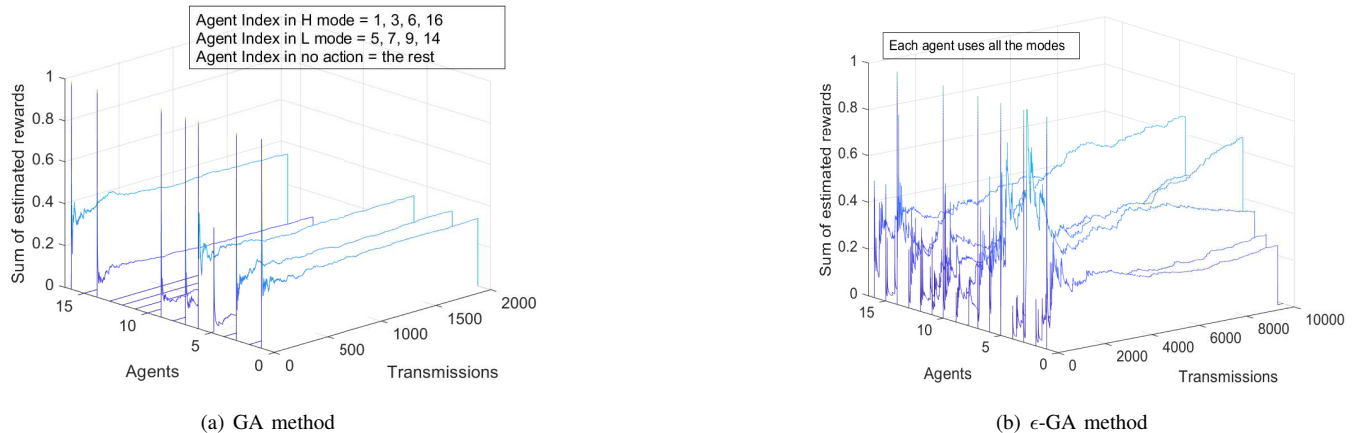 Agent Index in H mode = 1, 3, 6, 16
Agent Index in L mode = 5, 7, 9, 14
Agent Index in no action = the rest
1
0.8
0.6
0.4
0.2
0
Sum of estimated rewards
15
10
5
0
Agents
0
500
1000
1500
2000
Transmissions
(a) GA method
Each agent uses all the modes
1
0.8
0.6
0.4
0.2
0
Sum of estimated rewards
15
10
5
0
Agents
0
2000
4000
6000
8000
10000
Transmissions
(b) ϵ-GA method